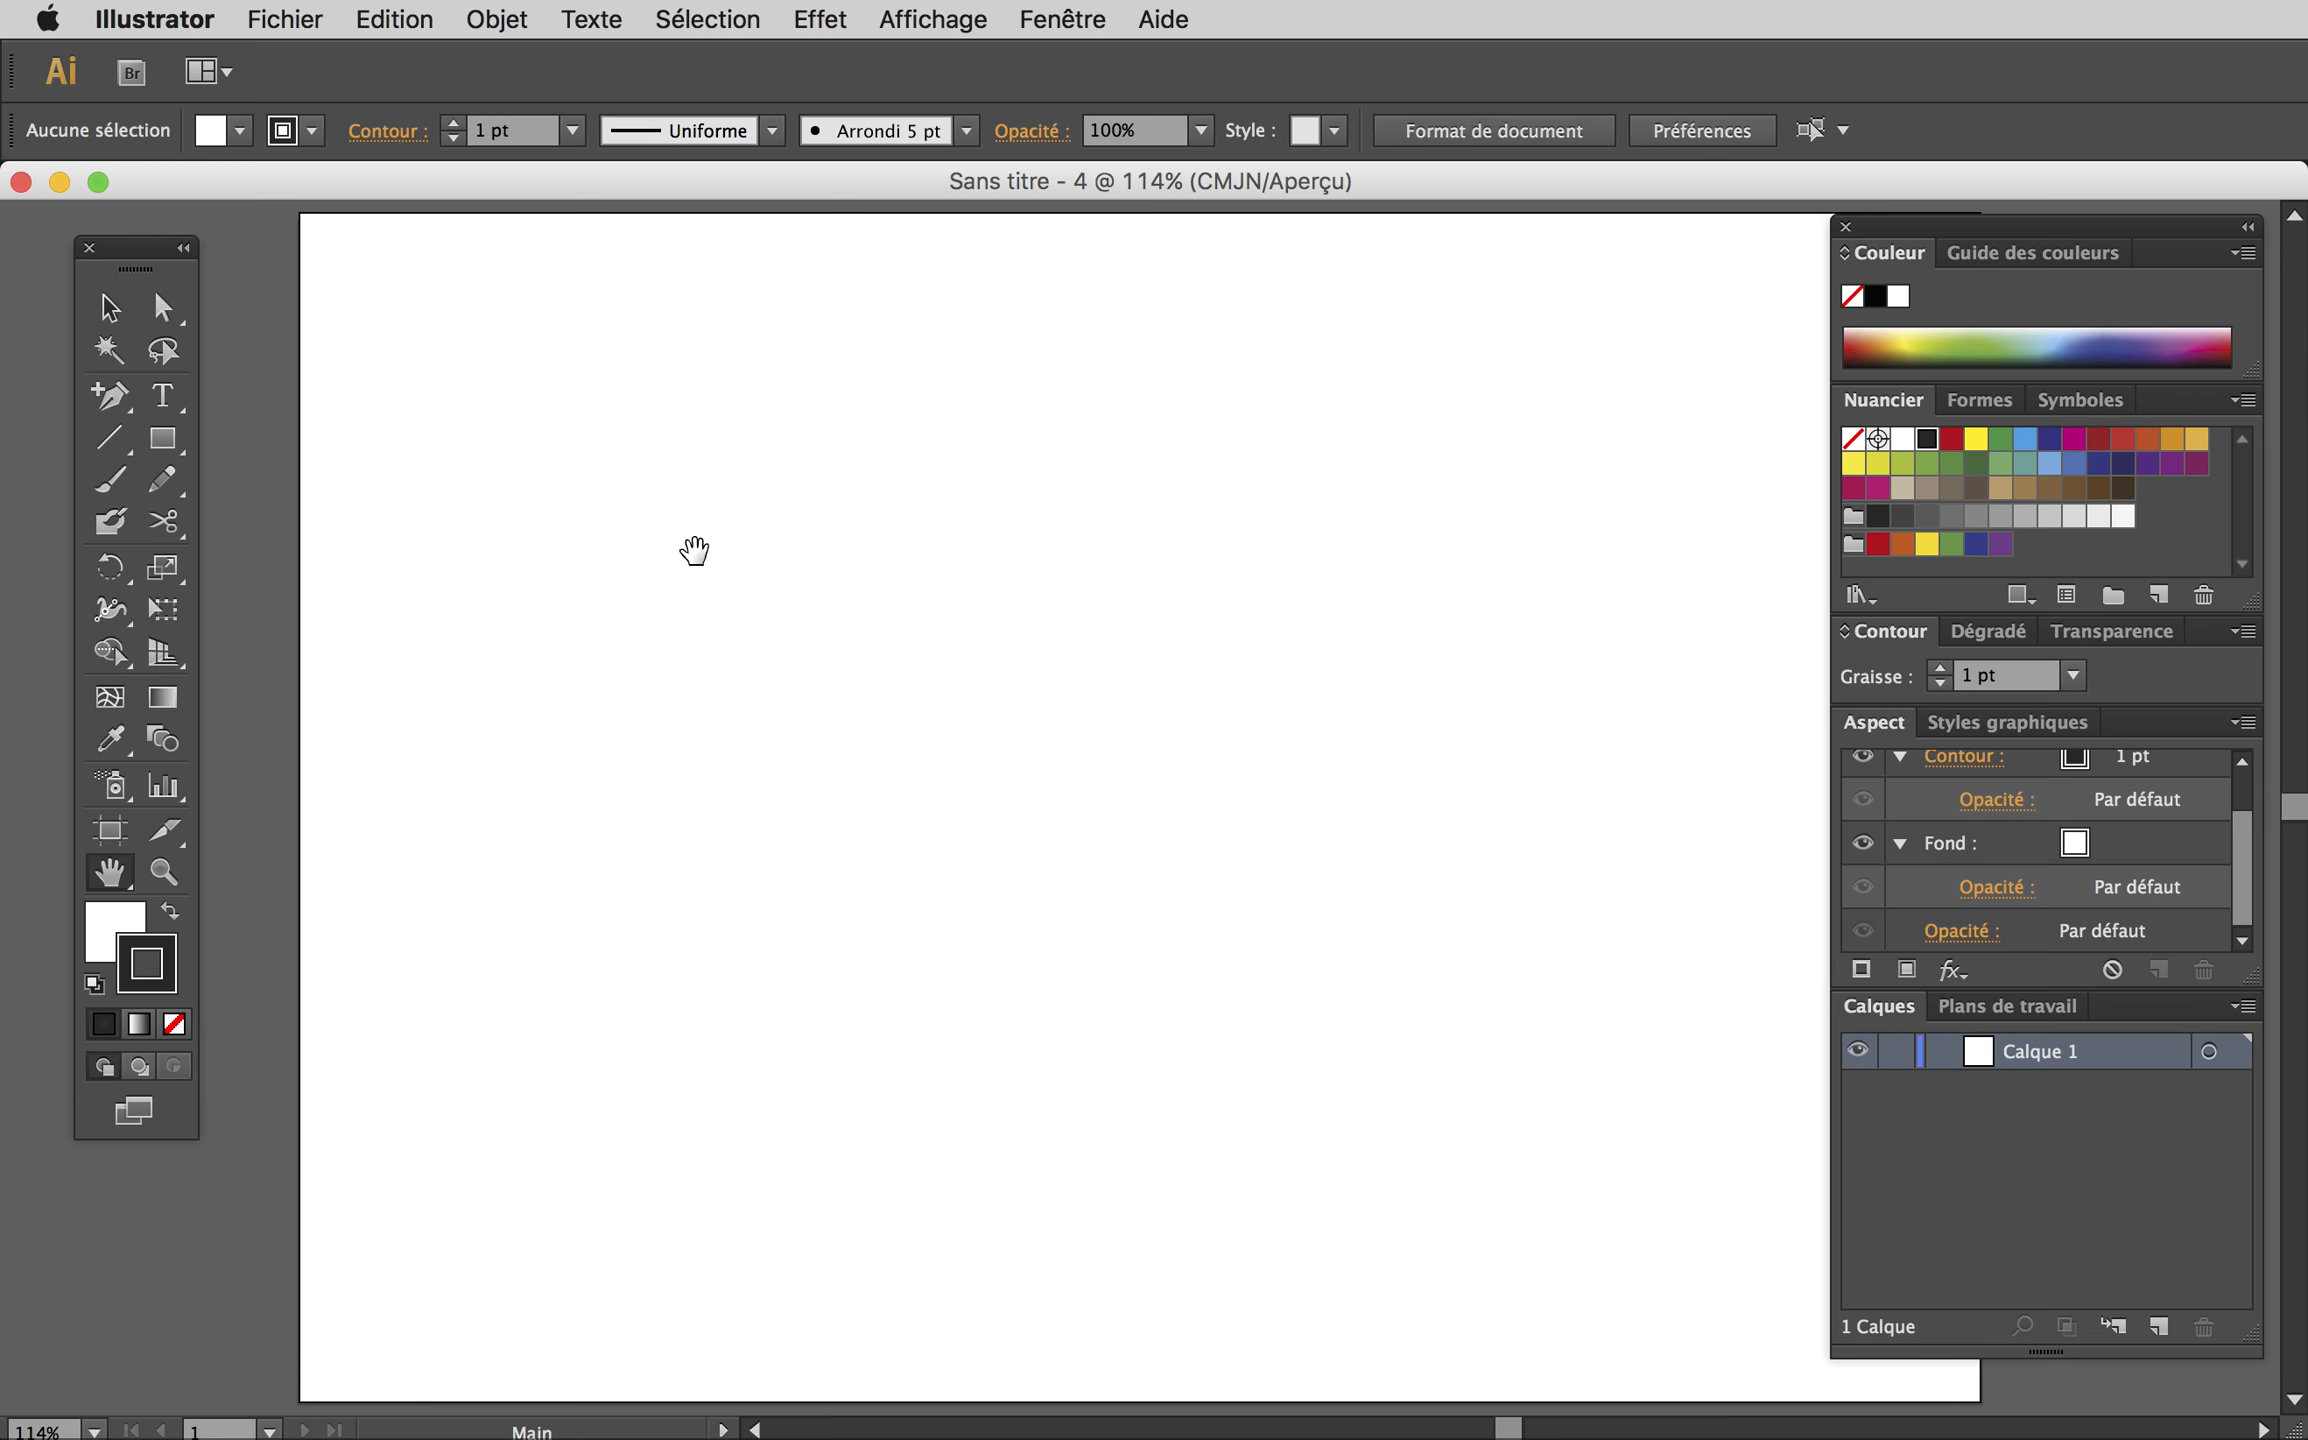 Illustrator Fichier Edition Objet Texte Sélection Effet Affichage Fenêtre Aide
Ai Br
Aucune sélection Contour : 1 pt Uniforme Arrondi 5 pt Opacité : 100% Style : Format de document Préférences
Sans titre - 4 @ 114% (CMJN/Aperçu)
Couleur Guide des couleurs
T
Nuancier Formes Symboles
Contour Dégradé Transparence
Graisse : 1 pt
Aspect Styles graphiques
Contour : 1 pt
Opacité : Par défaut
Fond :
Opacité : Par défaut
Opacité : Par défaut
fx
Calques Plans de travail
Calque 1
1 Calque
114% 1 Main